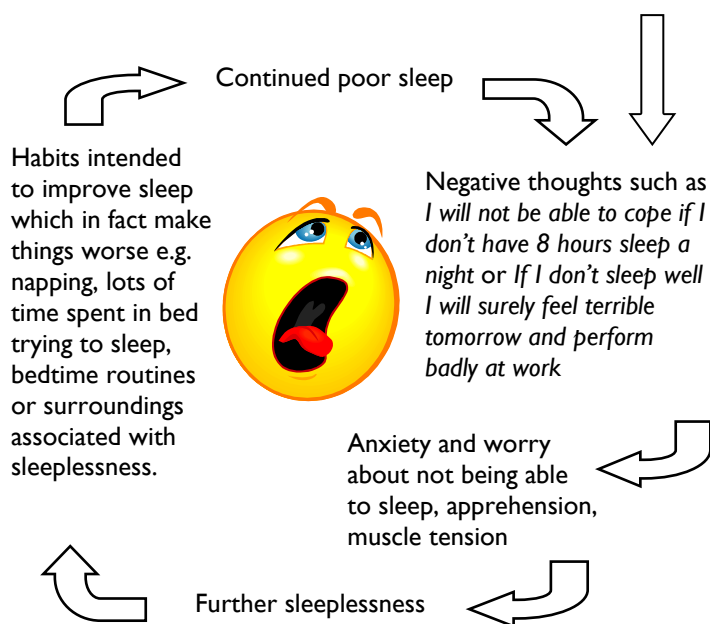 Continued poor sleep
Negative thoughts such as
I will not be able to cope if I
don’t have 8 hours sleep a
night or If I don’t sleep well
I will surely feel terrible
tomorrow and perform
badly at work
Anxiety and worry
about not being able
to sleep, apprehension,
muscle tension
Further sleeplessness
Habits intended
to improve sleep
which in fact make
things worse e.g.
napping, lots of
time spent in bed
trying to sleep,
bedtime routines
or surroundings
associated with
sleeplessness.